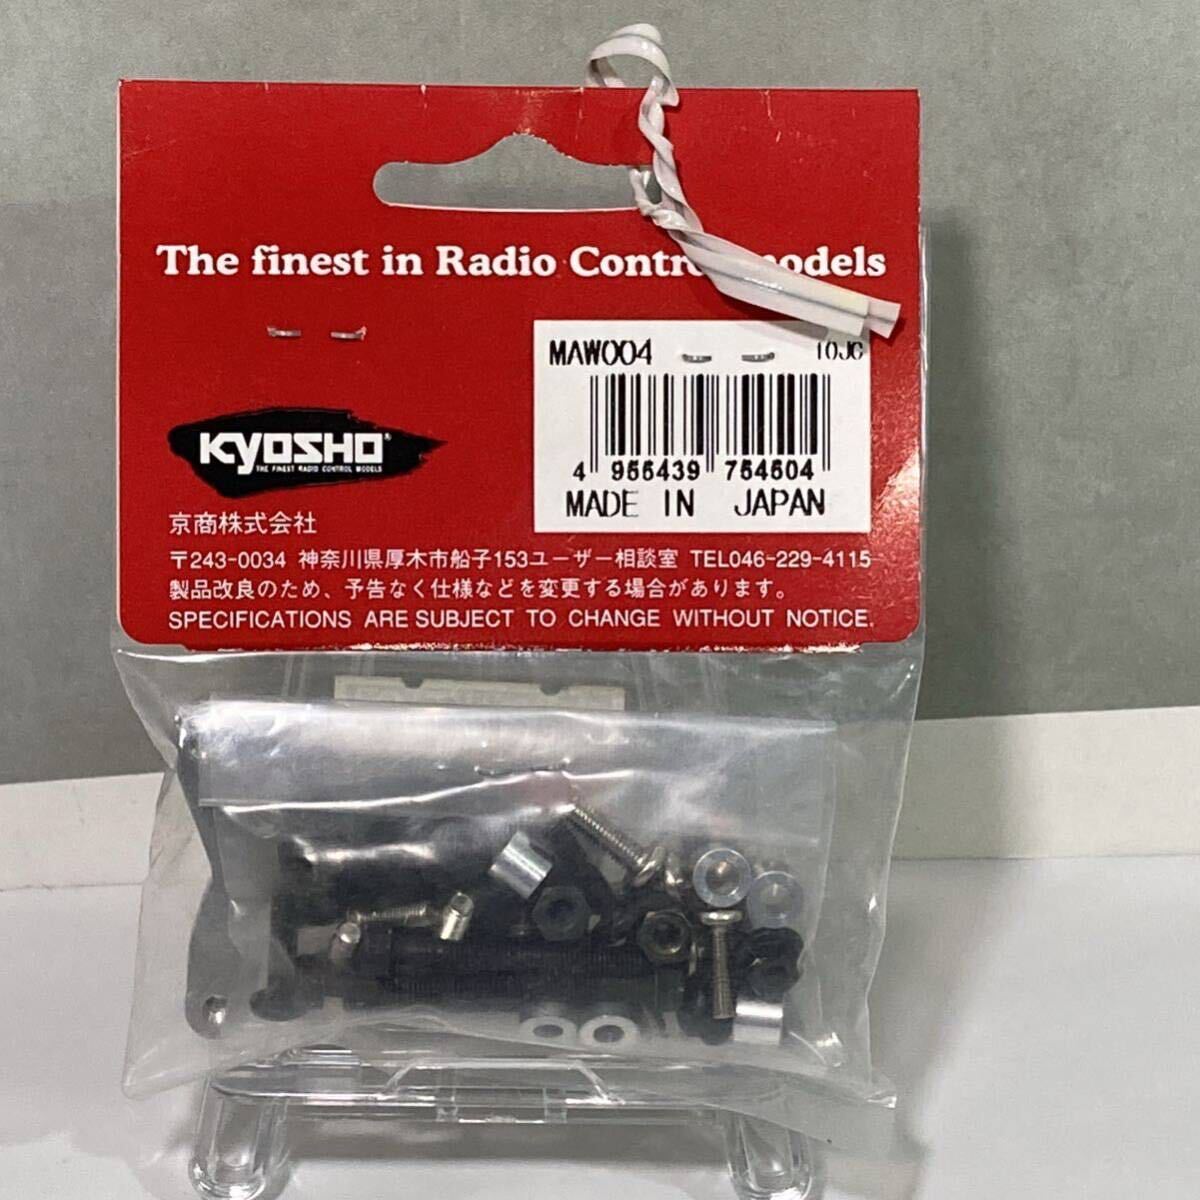 The finest in Radio Control models
MAW004 10JC
4 955439 754504
MADE IN JAPAN
KYOSHO®
THE FINEST RADIO CONTROL MODELS
京商株式会社
〒243-0034 神奈川県厚木市船子153ユーザー相談室 TEL046-229-4115
製品改良のため、予告なく仕様などを変更する場合があります。
SPECIFICATIONS ARE SUBJECT TO CHANGE WITHOUT NOTICE.